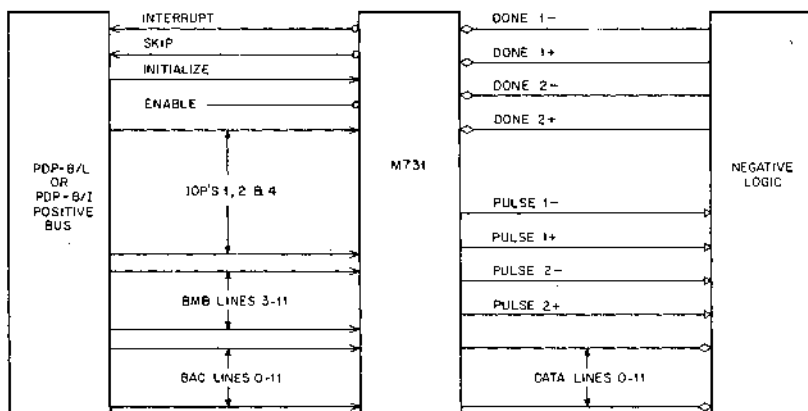 INTERRUPT
SKIP
INITIALIZE
ENABLE
PDP-8/L
OR
PDP-8/I
POSITIVE
BUS
IOP'S 1, 2 & 4
BMB LINES 3-11
BAC LINES 0-11
M731
DONE 1-
DONE 1+
DONE 2-
DONE 2+
PULSE 1-
PULSE 1+
PULSE 2-
PULSE 2+
DATA LINES 0-11
NEGATIVE
LOGIC